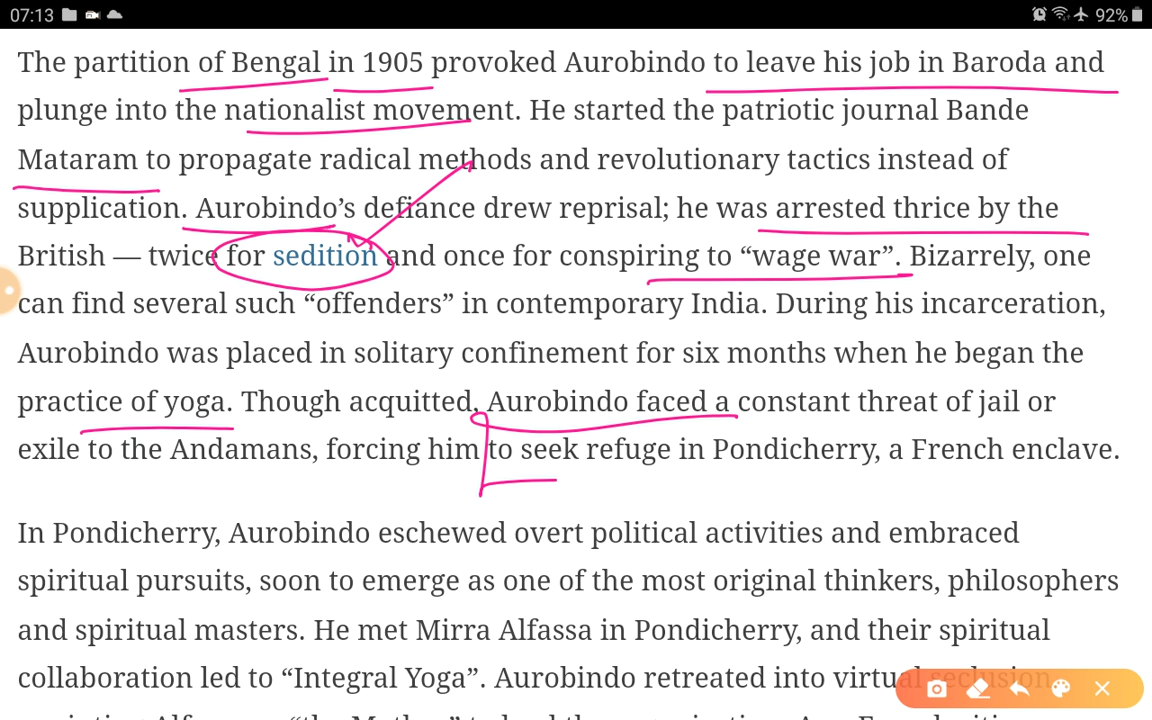 07:13
92%
The partition of Bengal in 1905 provoked Aurobindo to leave his job in Baroda and
plunge into the nationalist movement. He started the patriotic journal Bande
Mataram to propagate radical methods and revolutionary tactics instead of
supplication. Aurobindo’s defiance drew reprisal; he was arrested thrice by the
British — twice for sedition and once for conspiring to “wage war”. Bizarrely, one
can find several such “offenders” in contemporary India. During his incarceration,
Aurobindo was placed in solitary confinement for six months when he began the
practice of yoga. Though acquitted, Aurobindo faced a constant threat of jail or
exile to the Andamans, forcing him to seek refuge in Pondicherry, a French enclave.
In Pondicherry, Aurobindo eschewed overt political activities and embraced
spiritual pursuits, soon to emerge as one of the most original thinkers, philosophers
and spiritual masters. He met Mirra Alfassa in Pondicherry, and their spiritual
collaboration led to “Integral Yoga”. Aurobindo retreated into virtual seclusion,